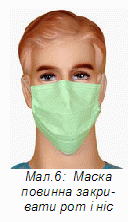 Мал.6: Маска
повинна закри-
вати рот і ніс